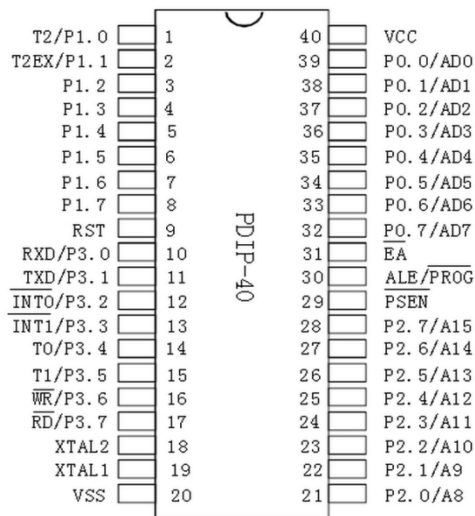 T2/P1.0 1 40 VCC
T2EX/P1.1 2 39 P0.0/AD0
P1.2 3 38 P0.1/AD1
P1.3 4 37 P0.2/AD2
P1.4 5 36 P0.3/AD3
P1.5 6 35 P0.4/AD4
P1.6 7 34 P0.5/AD5
P1.7 8 33 P0.6/AD6
RST 9 32 P0.7/AD7
RXD/P3.0 10 31 EA
TXD/P3.1 11 30 ALE/PROG
INT0/P3.2 12 29 PSEN
INT1/P3.3 13 28 P2.7/A15
T0/P3.4 14 27 P2.6/A14
T1/P3.5 15 26 P2.5/A13
WR/P3.6 16 25 P2.4/A12
RD/P3.7 17 24 P2.3/A11
XTAL2 18 23 P2.2/A10
XTAL1 19 22 P2.1/A9
VSS 20 21 P2.0/A8
PDIP-40